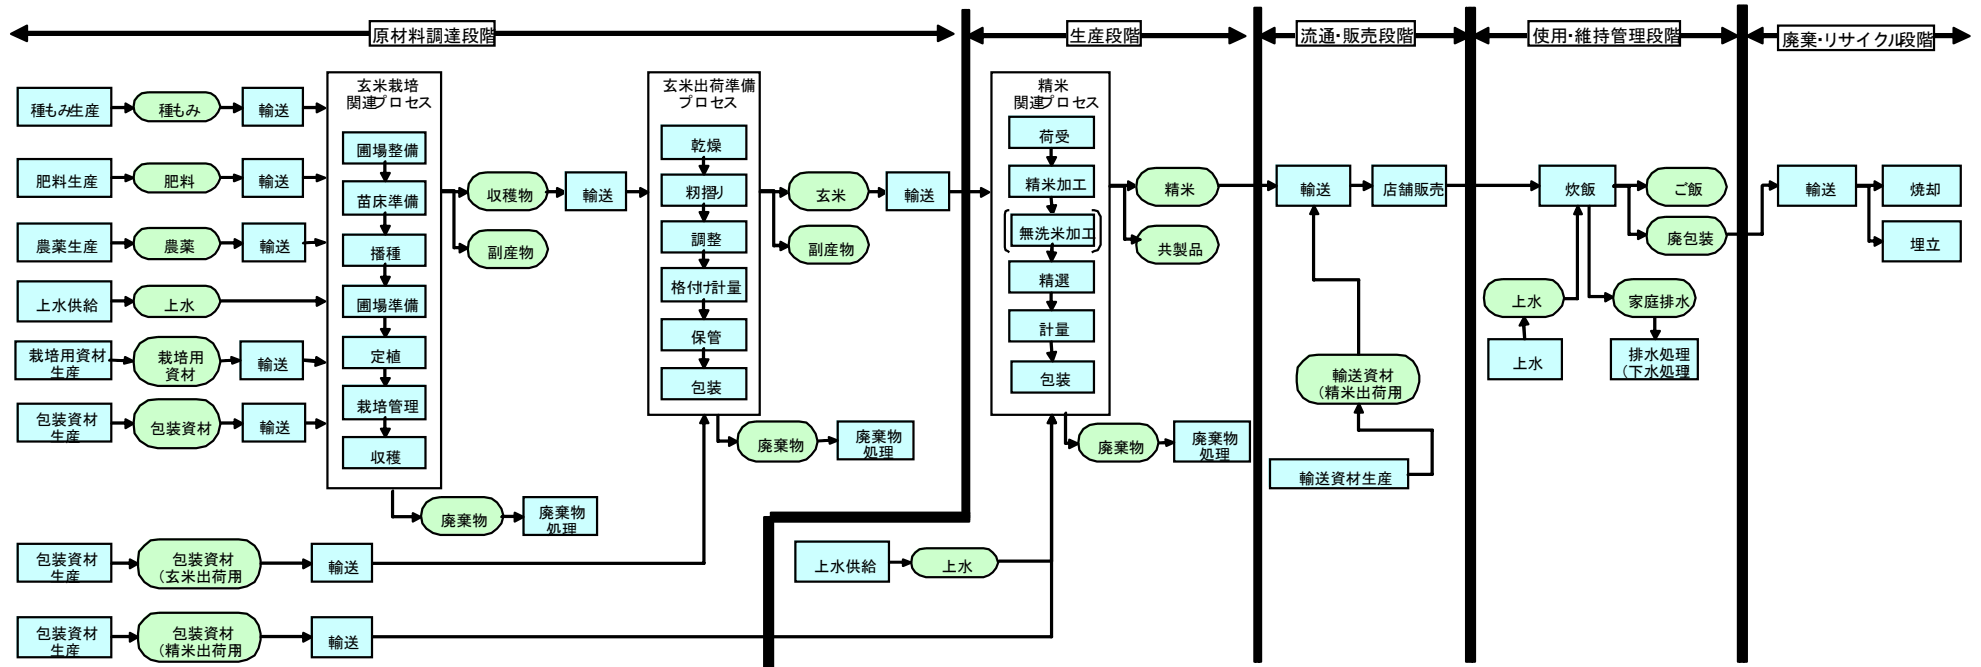 原材料調達段階
生産段階
流通・販売段階
使用・維持管理段階
廃棄・リサイクル段階
種もみ生産
種もみ
輸送
肥料生産
肥料
輸送
農薬生産
農薬
輸送
上水供給
上水
栽培用資材
生産
栽培用
資材
輸送
包装資材
生産
包装資材
輸送
玄米栽培
関連プロセス
圃場整備
苗床準備
播種
圃場準備
定植
栽培管理
収穫
廃棄物
廃棄物
処理
収穫物
副産物
輸送
玄米出荷準備
プロセス
乾燥
籾摺り
調整
格付け計量
保管
包装
廃棄物
廃棄物
処理
玄米
副産物
輸送
包装資材
生産
包装資材
(玄米出荷用
輸送
包装資材
生産
包装資材
(精米出荷用
輸送
精米
関連プロセス
荷受
精米加工
無洗米加工
精選
計量
包装
精米
共製品
廃棄物
廃棄物
処理
上水供給
上水
輸送
店舗販売
輸送資材
(精米出荷用
輸送資材生産
炊飯
ご飯
廃包装
上水
上水
家庭排水
排水処理
(下水処理
輸送
焼却
埋立